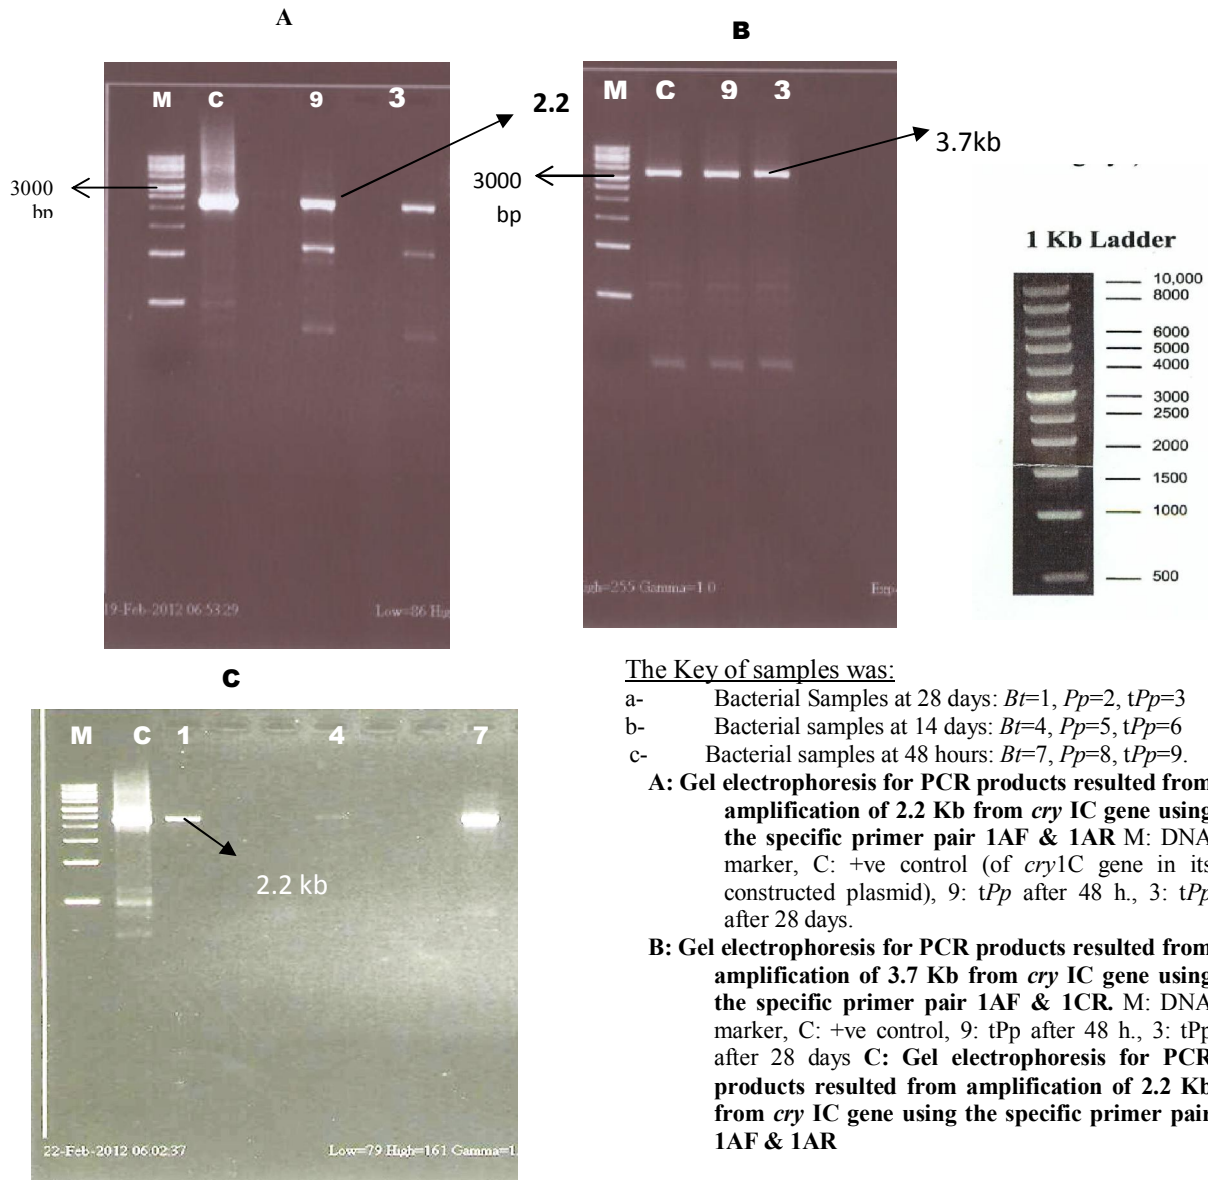 A
M C 9 3
2.2
3000
bp
19-Feb-2012 06:53:29 Low=86
B
M C 9 3
3.7kb
3000
bp
=255 Gamma=1.0
1 Kb Ladder
10,000
8000
6000
5000
4000
3000
2500
2000
1500
1000
500
C
M C 1 4 7
2.2 kb
22-Feb-2012 06:02:37 Low=79 High=161 Gamma=1
The Key of samples was:
a- Bacterial Samples at 28 days: Bt=1, Pp=2, tPp=3
b- Bacterial samples at 14 days: Bt=4, Pp=5, tPp=6
c- Bacterial samples at 48 hours: Bt=7, Pp=8, tPp=9.
A: Gel electrophoresis for PCR products resulted from
amplification of 2.2 Kb from cry IC gene using
the specific primer pair 1AF & 1AR M: DNA
marker, C: +ve control (of cry1C gene in its
constructed plasmid), 9: tPp after 48 h., 3: tPp
after 28 days.
B: Gel electrophoresis for PCR products resulted from
amplification of 3.7 Kb from cry IC gene using
the specific primer pair 1AF & 1CR. M: DNA
marker, C: +ve control, 9: tPp after 48 h., 3: tPp
after 28 days C: Gel electrophoresis for PCR
products resulted from amplification of 2.2 Kb
from cry IC gene using the specific primer pair
1AF & 1AR